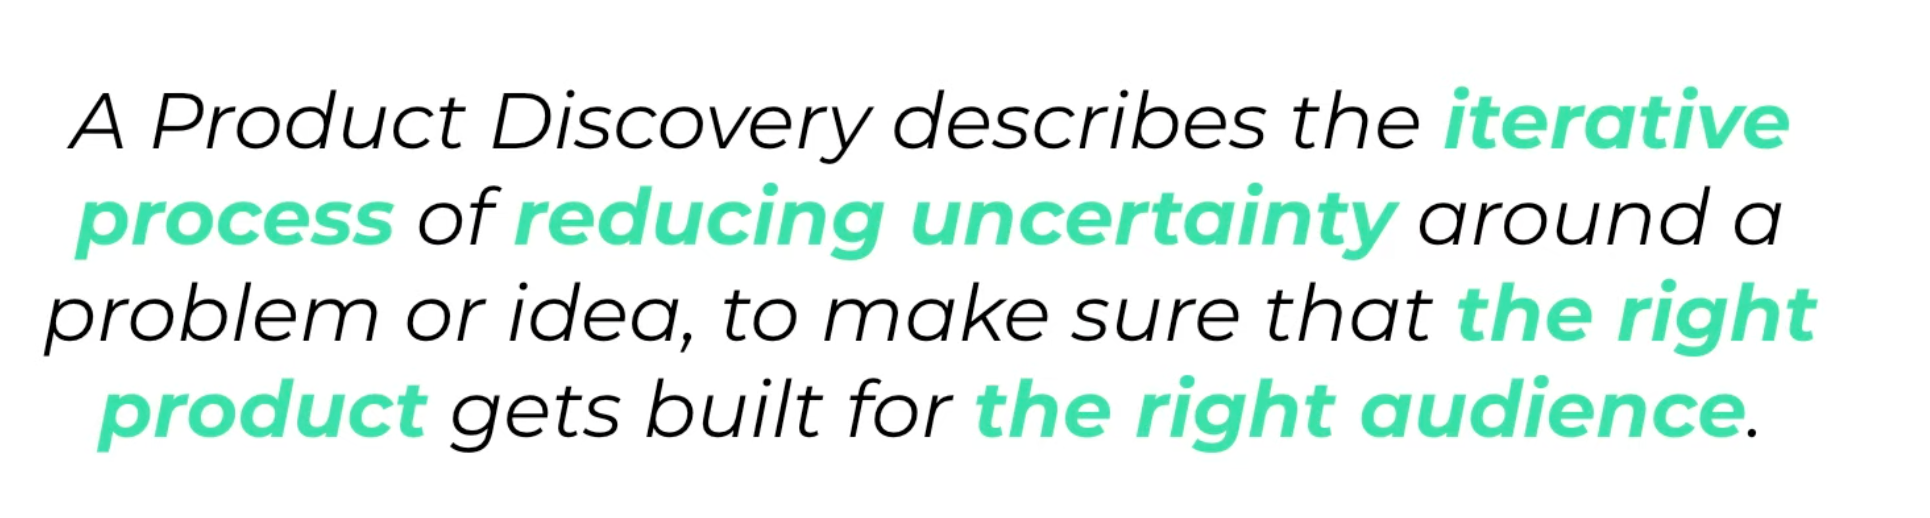 A Product Discovery describes the iterative
process of reducing uncertainty around a
problem or idea, to make sure that the right
product gets built for the right audience.